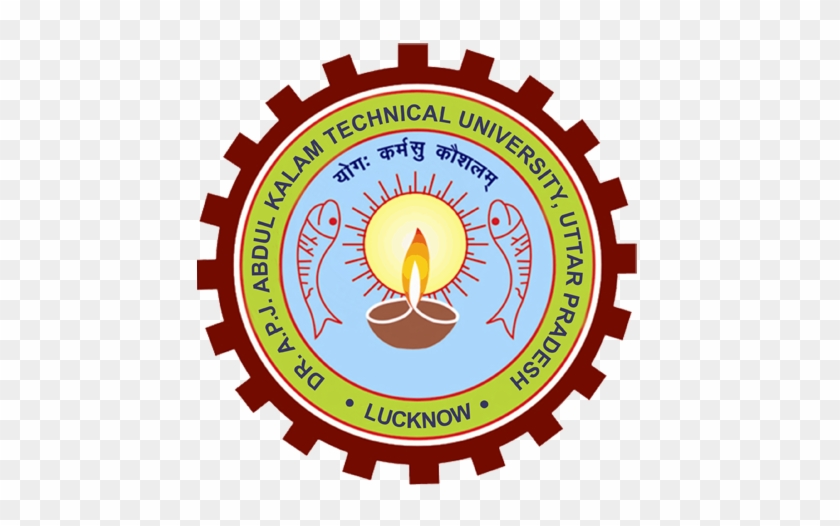 DR. A.P.J. ABDUL KALAM TECHNICAL UNIVERSITY, UTTAR PRADESH
योगः कर्मसु कौशलम्
• LUCKNOW •